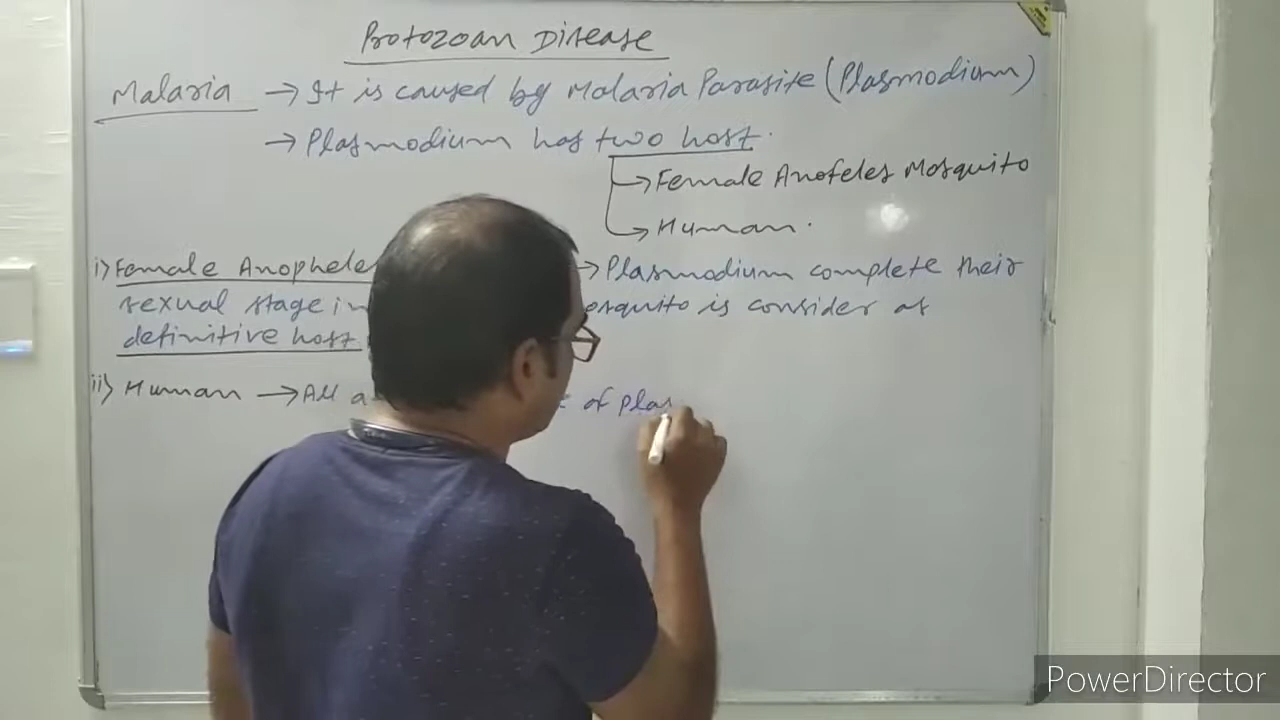 Protozoan Disease
Malaria → It is caused by Malaria Parasite (Plasmodium)
→ Plasmodium has two host.
→ Female Anofeles Mosquito
→ Human.
i) Female Anophele → Plasmodium complete their
sexual stage in osquito is consider as
definitive host
ii) Human → All a of Plas
PowerDirector